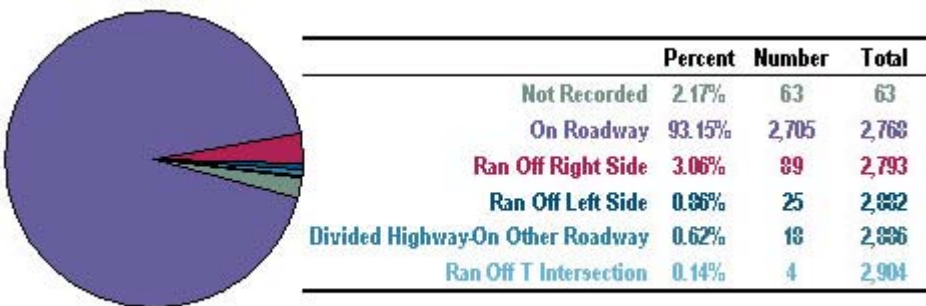 Percent Number Total
Not Recorded 2.17% 63 63
On Roadway 93.15% 2,705 2,768
Ran Off Right Side 3.06% 89 2,793
Ran Off Left Side 0.86% 25 2,882
Divided Highway-On Other Roadway 0.62% 18 2,886
Ran Off T Intersection 0.14% 4 2,904